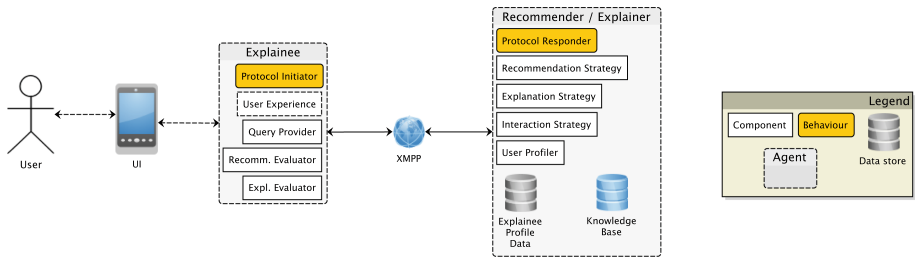 User
UI
Explainee
Protocol Initiator
User Experience
Query Provider
Recomm. Evaluator
Expl. Evaluator
XMPP
Recommender / Explainer
Protocol Responder
Recommendation Strategy
Explanation Strategy
Interaction Strategy
User Profiler
Explainee
Profile
Data
Knowledge
Base
Legend
Component
Behaviour
Data store
Agent